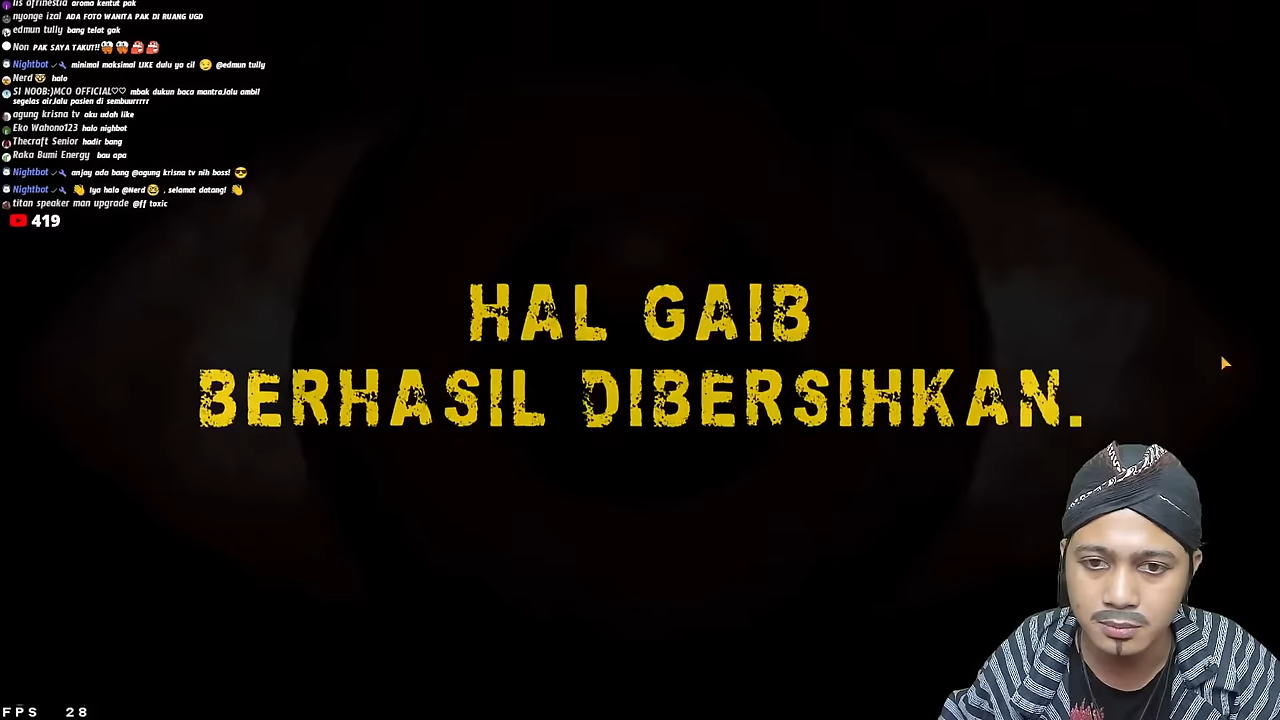 lis afrinestia aroma kentut pak
nyonge izal ADA FOTO WANITA PAK DI RUANG UGD
edmun tully bang telat gak
Non PAK SAYA TAKUT!!
Nightbot minimal maksimal LIKE dulu ya cil 😏 @edmun tully
Nerd 🤓 halo
SI NOOB:JMCO OFFICIAL♡♡ mbak dukun baca mantra,lalu ambil
segelas air,lalu pasien di sembuurrrrr
agung krisna tv aku udah like
Eko Wahono123 halo nighbot
Thecraft Senior hadir bang
Raka Bumi Energy bau apa
Nightbot anjay ada bang @agung krisna tv nih boss! 😎
Nightbot 👋 Iya halo @Nerd 🤓 , selamat datang! 👋
titan speaker man upgrade @ff toxic
419
HAL GAIB
BERHASIL DIBERSIHKAN.
FPS 28